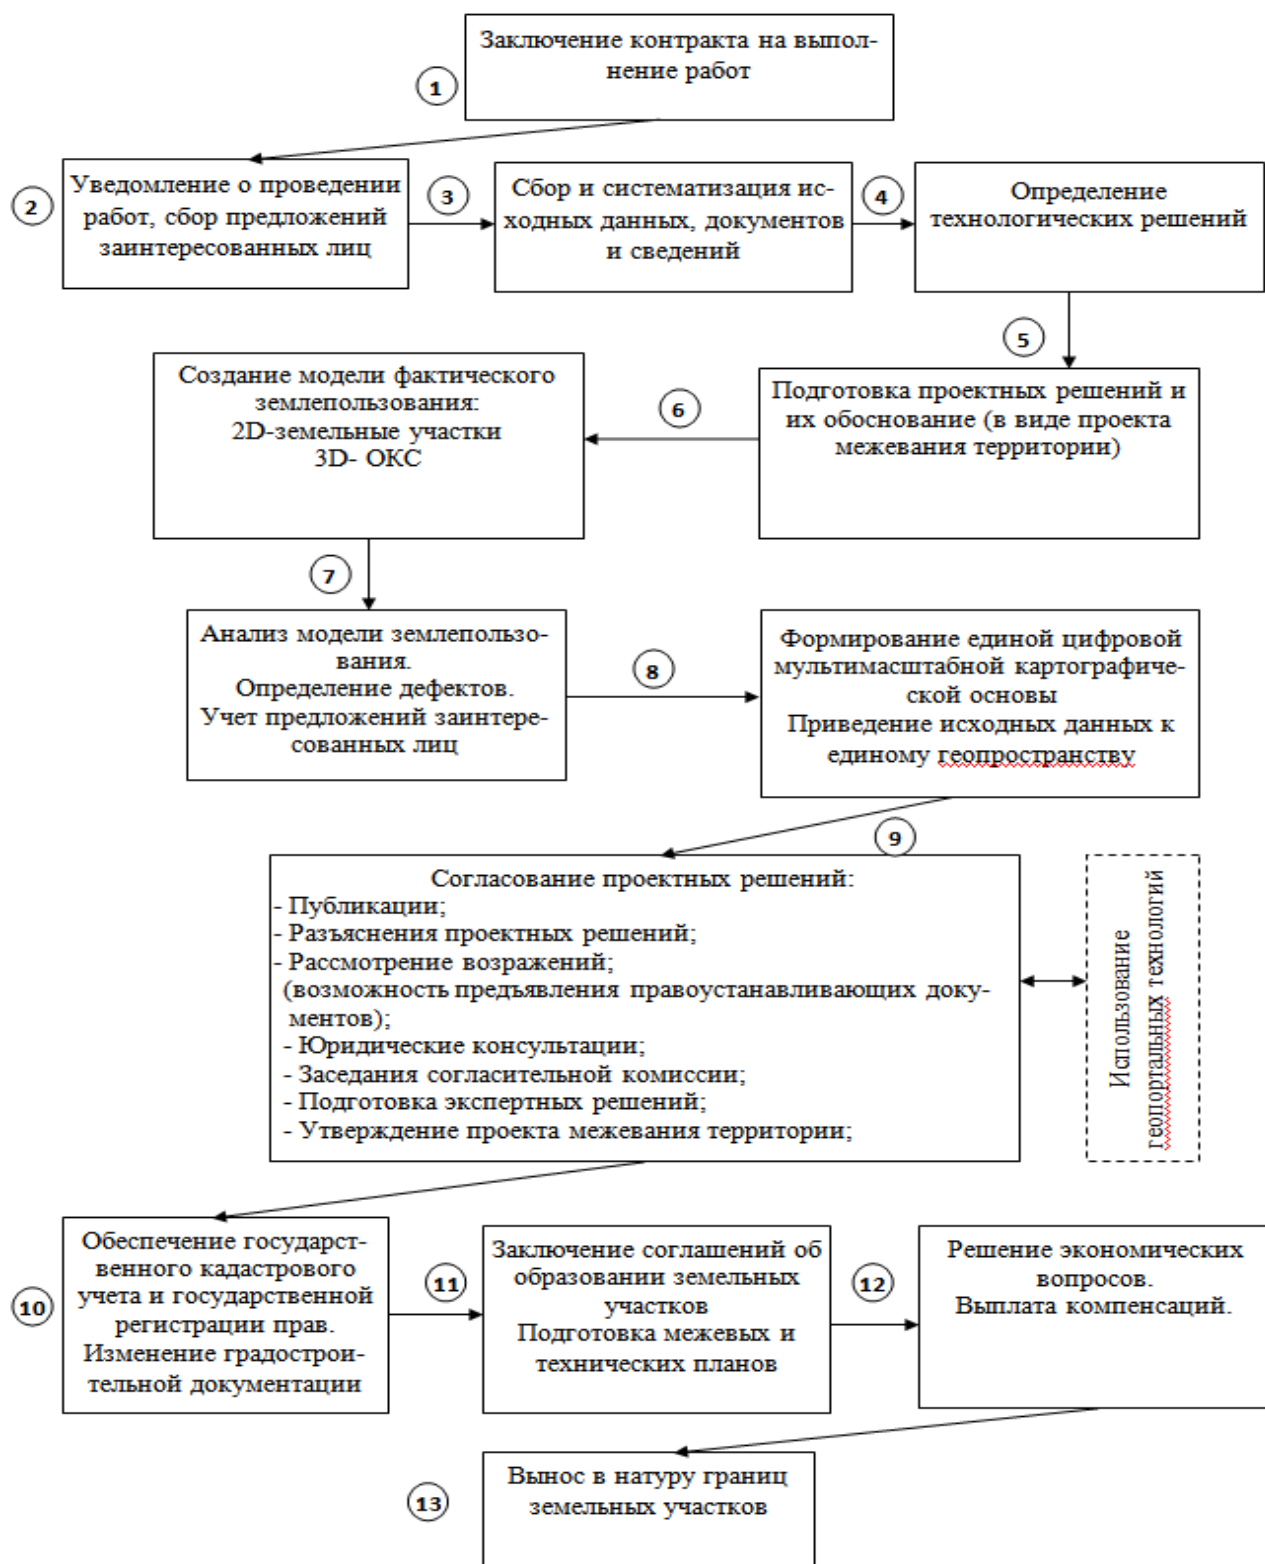 Заключение контракта на выпол-
нение работ
1
2
Уведомление о проведении
работ, сбор предложений
заинтересованных лиц
3
Сбор и систематизация ис-
ходных данных, документов
и сведений
4
Определение
технологических решений
5
Подготовка проектных решений и
их обоснование (в виде проекта
межевания территории)
6
Создание модели фактического
землепользования:
2D-земельные участки
3D- ОКС
7
Анализ модели землепользо-
вания.
Определение дефектов.
Учет предложений заинтере-
сованных лиц
8
Формирование единой цифровой
мультимасштабной картографиче-
ской основы
Приведение исходных данных к
единому геопространству
9
Согласование проектных решений:
- Публикации;
- Разъяснения проектных решений;
- Рассмотрение возражений;
(возможность предъявления правоустанавливающих доку-
ментов);
- Юридические консультации;
- Заседания согласительной комиссии;
- Подготовка экспертных решений;
- Утверждение проекта межевания территории;
Использование
геопортальных технологий
10
Обеспечение государст-
венного кадастрового
учета и государственной
регистрации прав.
Изменение градострои-
тельной документации
11
Заключение соглашений об
образовании земельных
участков
Подготовка межевых и
технических планов
12
Решение экономических
вопросов.
Выплата компенсаций.
13
Вынос в натуру границ
земельных участков